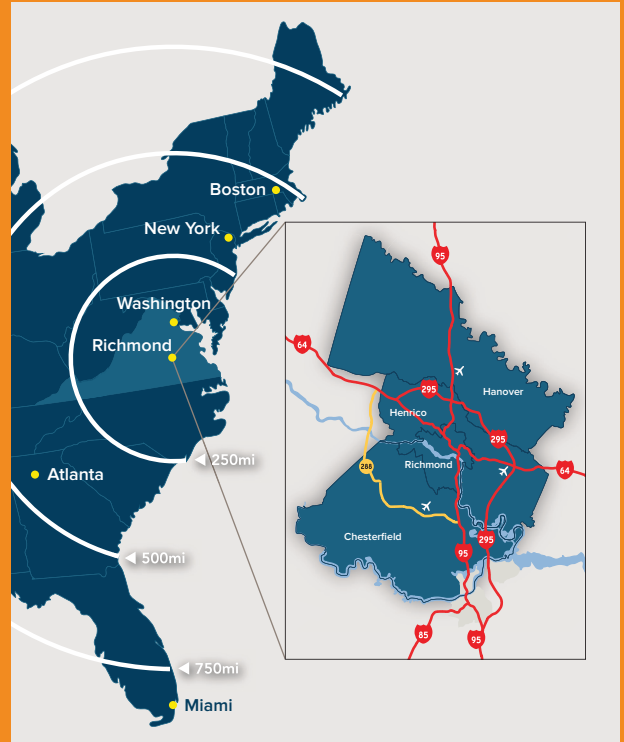 Boston
New York
Washington
Richmond
250mi
Atlanta
500mi
750mi
Miami
95
64
295
Hanover
Henrico
295
Richmond
288
64
Chesterfield
295
95
85
95